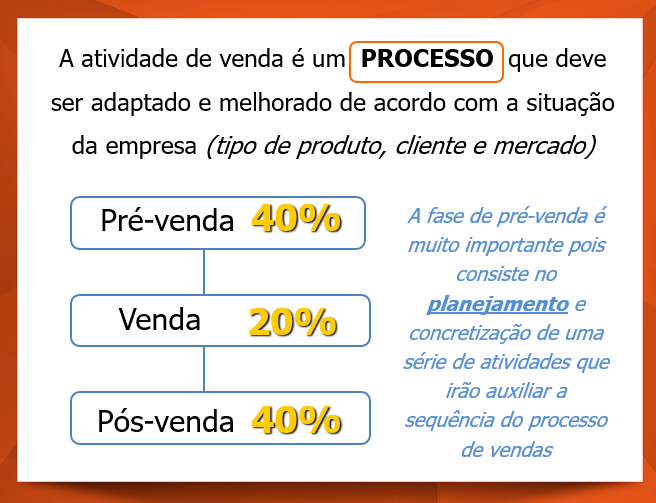 A atividade de venda é um PROCESSO que deve
ser adaptado e melhorado de acordo com a situação
da empresa (tipo de produto, cliente e mercado)
Pré-venda 40%
Venda 20%
Pós-venda 40%
A fase de pré-venda é
muito importante pois
consiste no
planejamento e
concretização de uma
série de atividades que
irão auxiliar a
sequência do processo
de vendas